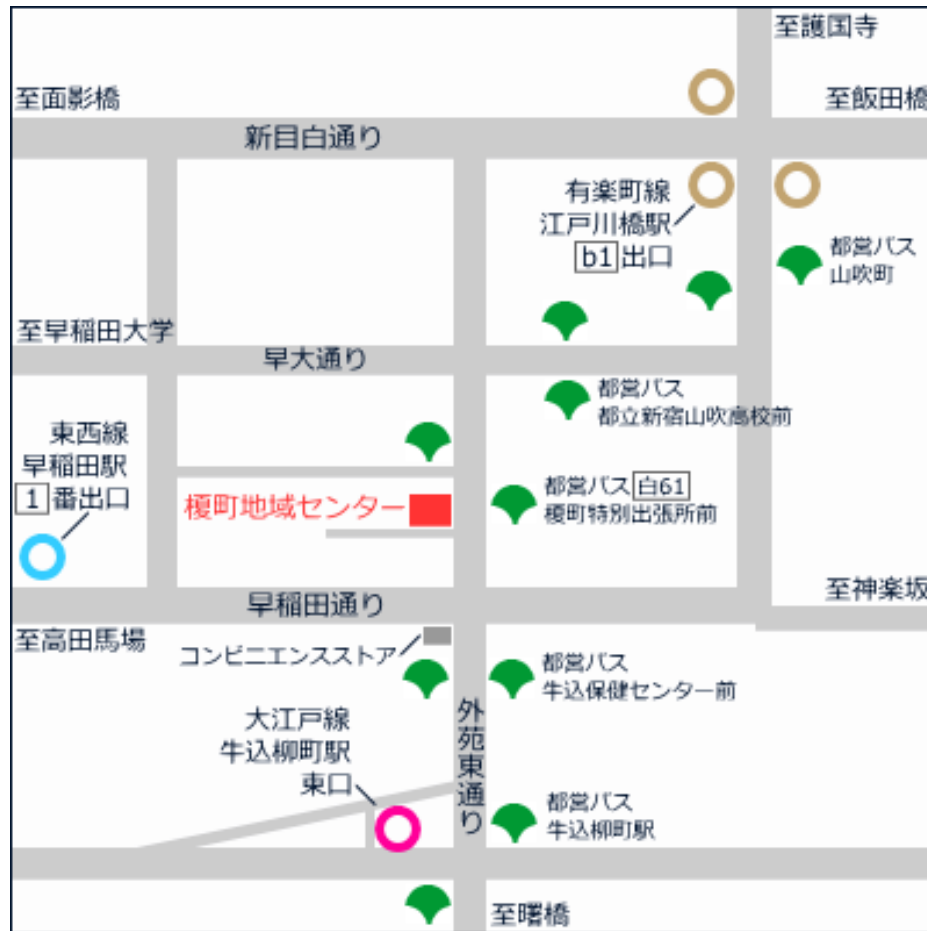 至護国寺
至面影橋
至飯田橋
新目白通り
有楽町線
江戸川橋駅
b1出口
都営バス
山吹町
至早稲田大学
早大通り
都営バス
都立新宿山吹高校前
東西線
早稲田駅
1番出口
榎町地域センター
都営バス白61
榎町特別出張所前
早稲田通り
至神楽坂
至高田馬場
コンビニエンスストア
都営バス
牛込保健センター前
外苑東通り
大江戸線
牛込柳町駅
東口
都営バス
牛込柳町駅
至曙橋